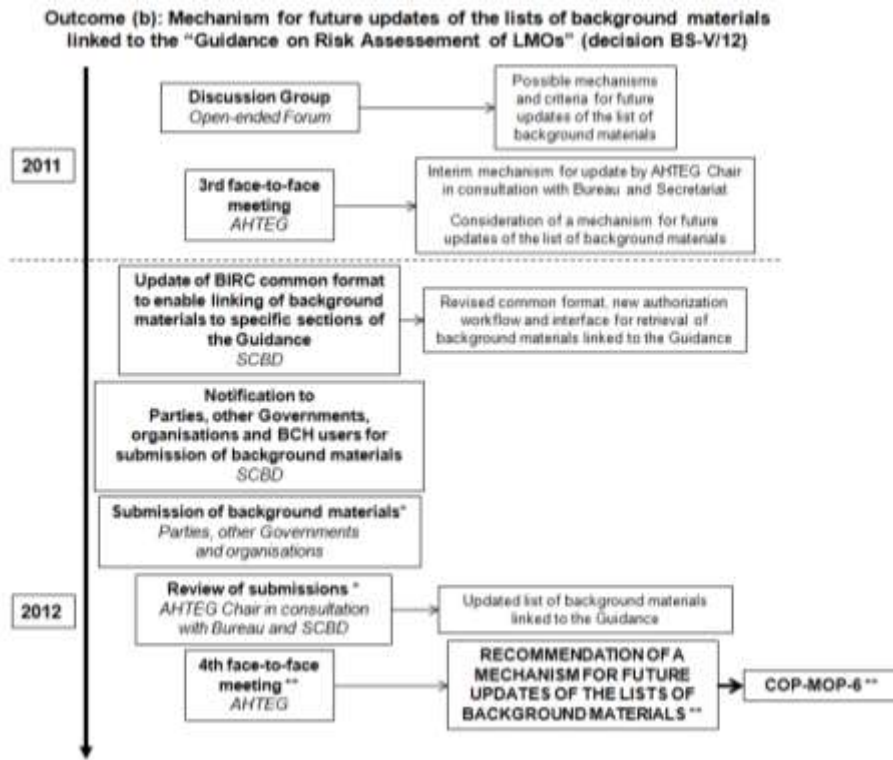 Outcome (b): Mechanism for future updates of the lists of background materials
linked to the “Guidance on Risk Assessement of LMOs” (decision BS-V/12)
Discussion Group
Open-ended Forum
Possible mechanisms
and criteria for future
updates of the list of
background materials
2011
3rd face-to-face
meeting
AHTEG
Interim mechanism for update by AHTEG Chair
in consultation with Bureau and Secretariat
Consideration of a mechanism for future
updates of the list of background materials
Update of BIRC common format
to enable linking of background
materials to specific sections of
the Guidance
SCBD
Revised common format, new authorization
workflow and interface for retrieval of
background materials linked to the Guidance
Notification to
Parties, other Governments,
organisations and BCH users for
submission of background materials
SCBD
Submission of background materials*
Parties, other Governments
and organisations
2012
Review of submissions *
AHTEG Chair in consultation
with Bureau and SCBD
Updated list of background materials
linked to the Guidance
4th face-to-face
meeting **
AHTEG
RECOMMENDATION OF A
MECHANISM FOR FUTURE
UPDATES OF THE LISTS OF
BACKGROUND MATERIALS **
COP-MOP-6 **